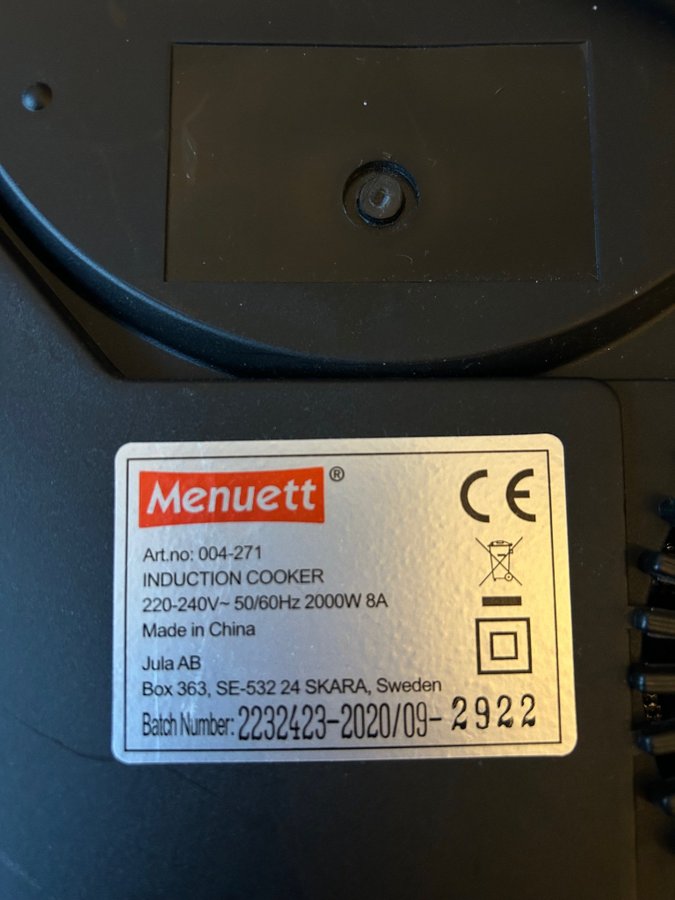 Menuett®
CE
Art.no: 004-271
INDUCTION COOKER
220-240V~ 50/60Hz 2000W 8A
Made in China
Jula AB
Box 363, SE-532 24 SKARA, Sweden
Batch Number: 2232423-2020/09-2922